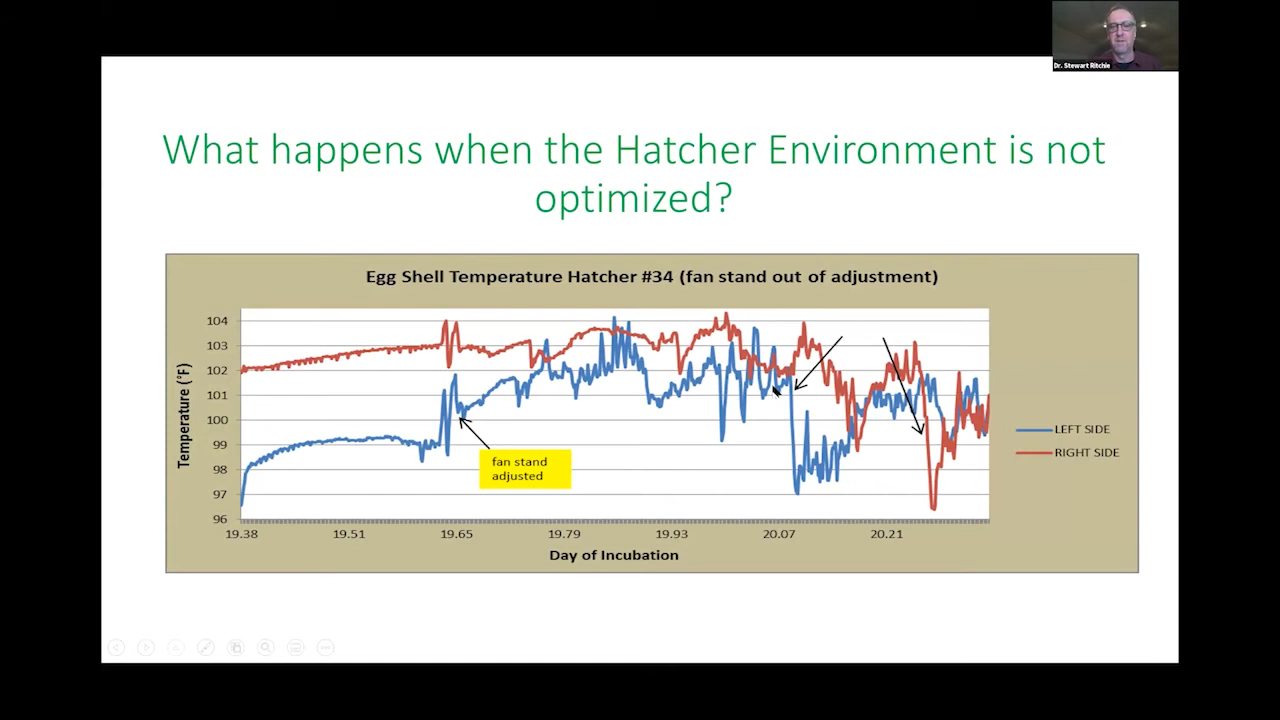 Dr. Stewart Ritchie
What happens when the Hatcher Environment is not
optimized?
Egg Shell Temperature Hatcher #34 (fan stand out of adjustment)
Temperature (°F)
104
103
102
101
100
99
98
97
96
fan stand
adjusted
LEFT SIDE
RIGHT SIDE
19.38 19.51 19.65 19.79 19.93 20.07 20.21
Day of Incubation